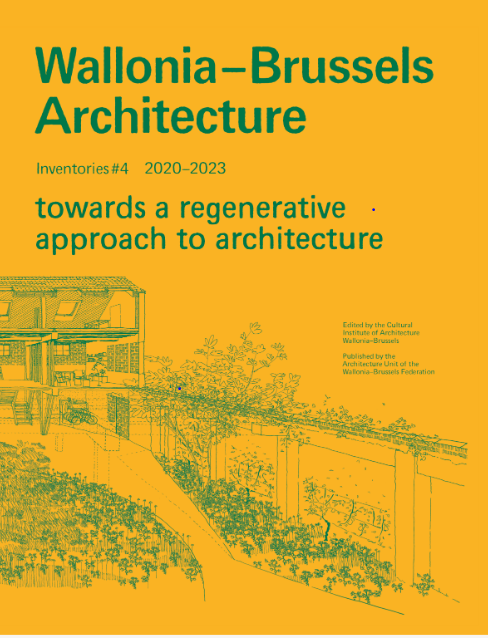 Wallonia–Brussels
Architecture
Inventories #4 2020–2023
towards a regenerative
approach to architecture
Edited by the Cultural
Institute of Architecture
Wallonia–Brussels
Published by the
Architecture Unit of the
Wallonia–Brussels Federation